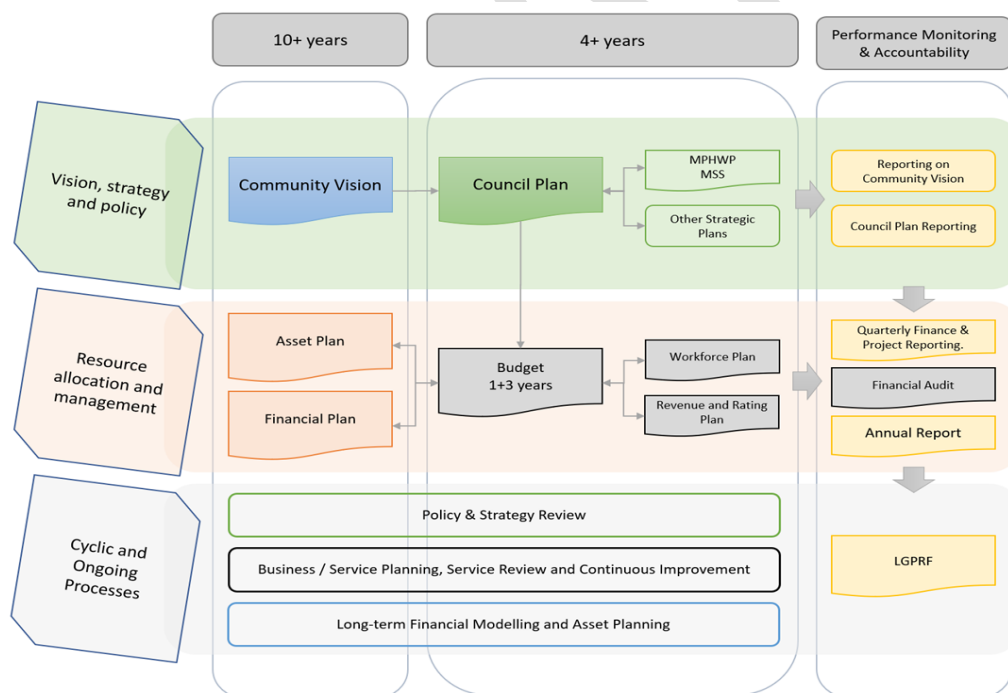 10+ years
4+ years
Performance Monitoring
& Accountability
Vision, strategy
and policy
Community Vision
Council Plan
MPHWP
MSS
Other Strategic
Plans
Reporting on
Community Vision
Council Plan Reporting
Resource
allocation and
management
Asset Plan
Financial Plan
Budget
1+3 years
Workforce Plan
Revenue and Rating
Plan
Quarterly Finance &
Project Reporting.
Financial Audit
Annual Report
Cyclic and
Ongoing
Processes
Policy & Strategy Review
Business / Service Planning, Service Review and Continuous Improvement
Long-term Financial Modelling and Asset Planning
LGPRF